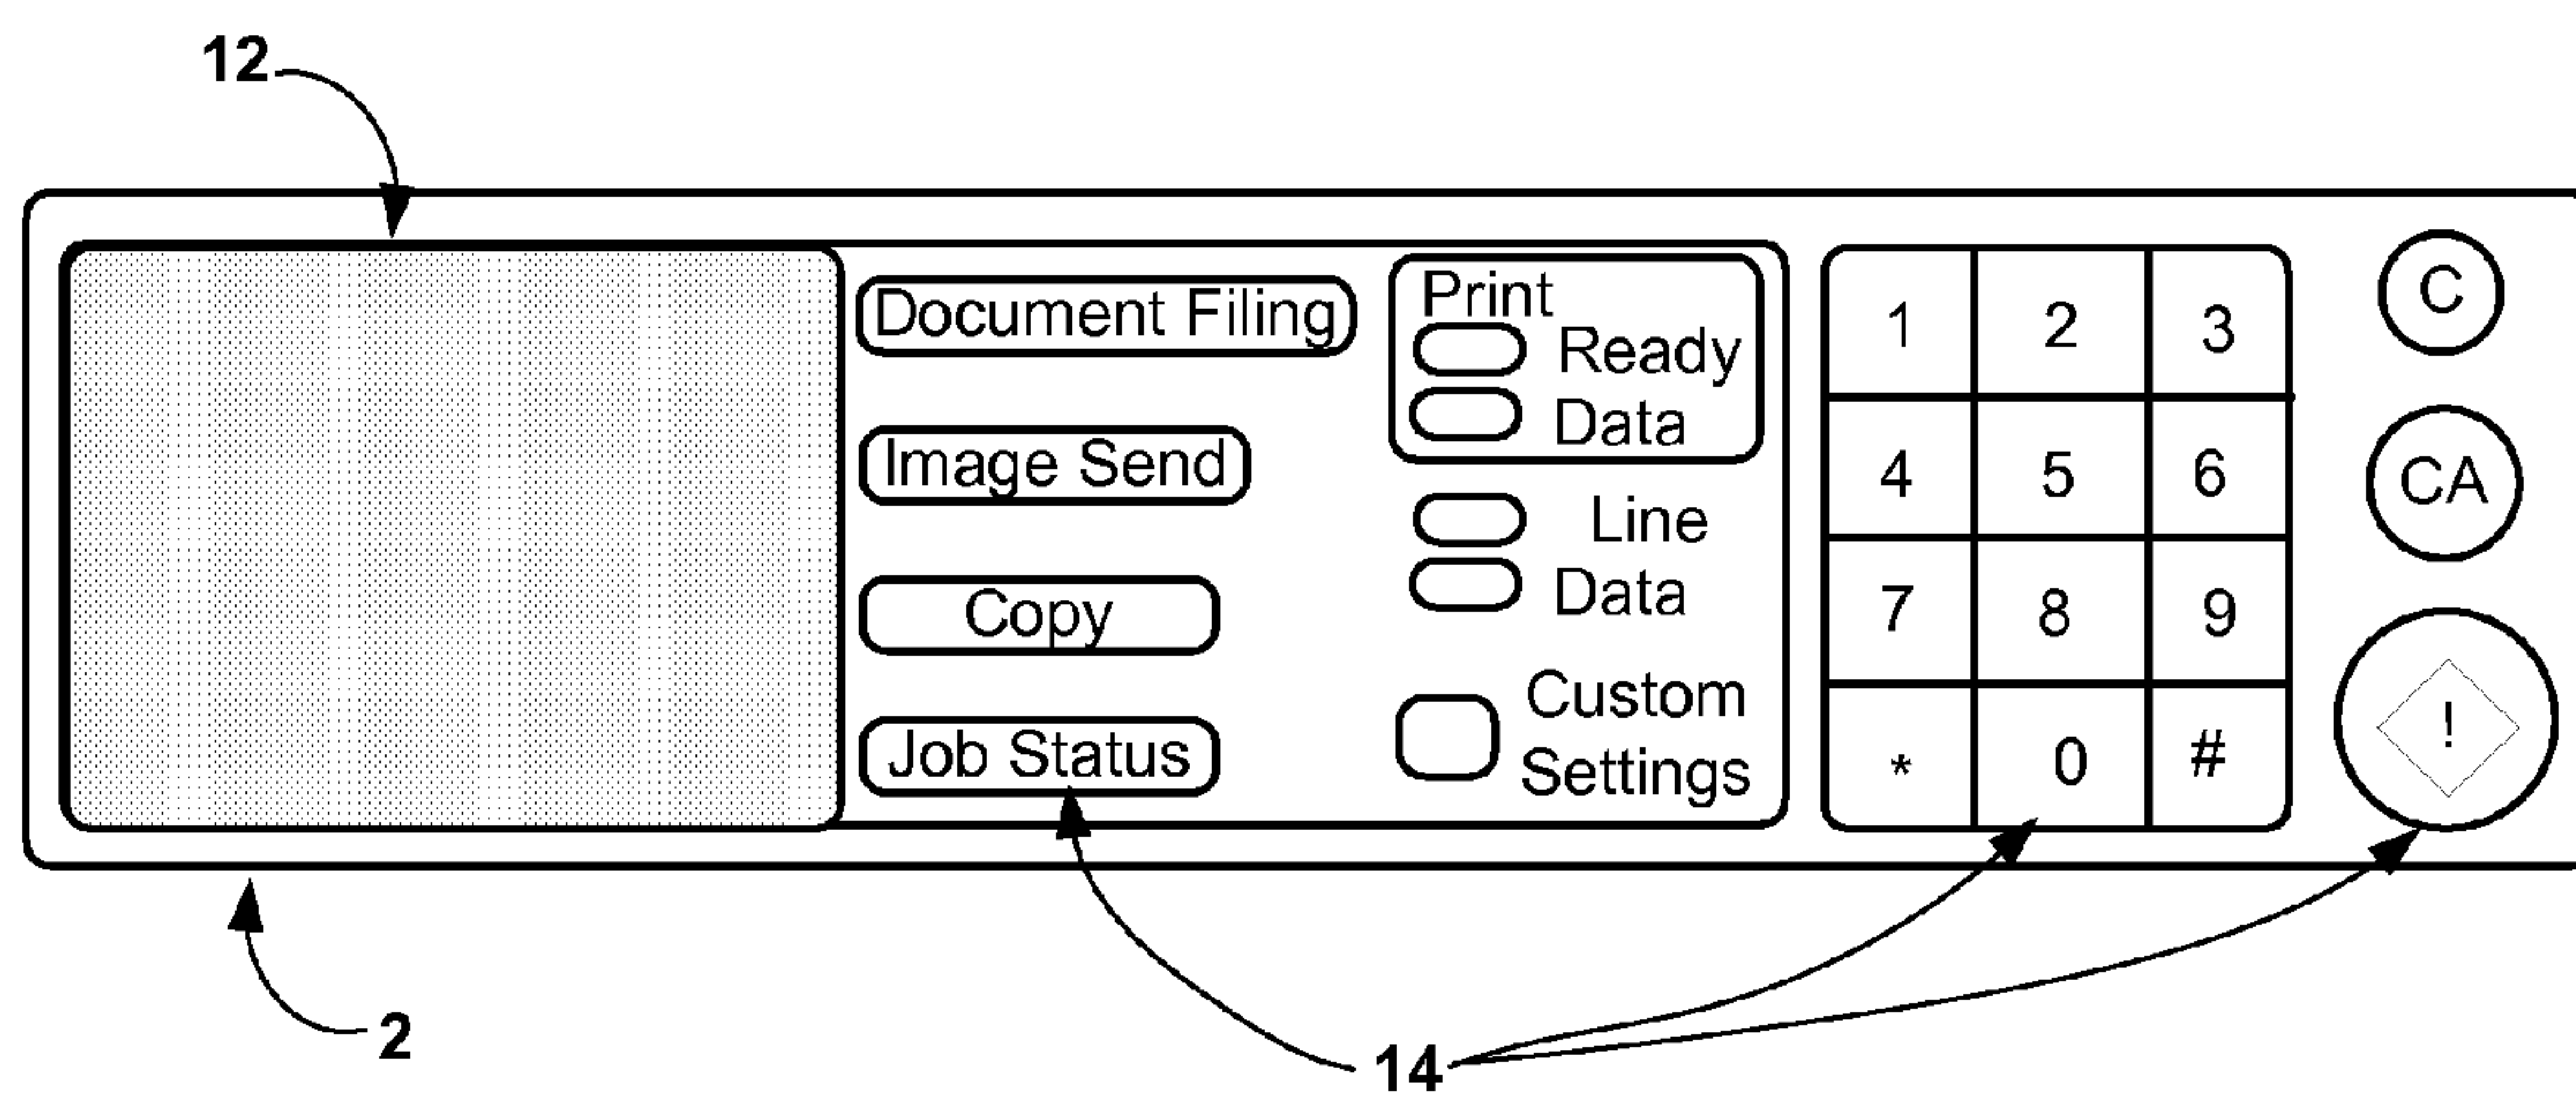 12
Document Filing
Image Send
Copy
Job Status
Print
Ready
Data
Line
Data
Custom
Settings
1 2 3
4 5 6
7 8 9
* 0 #
C
CA
!
2
14